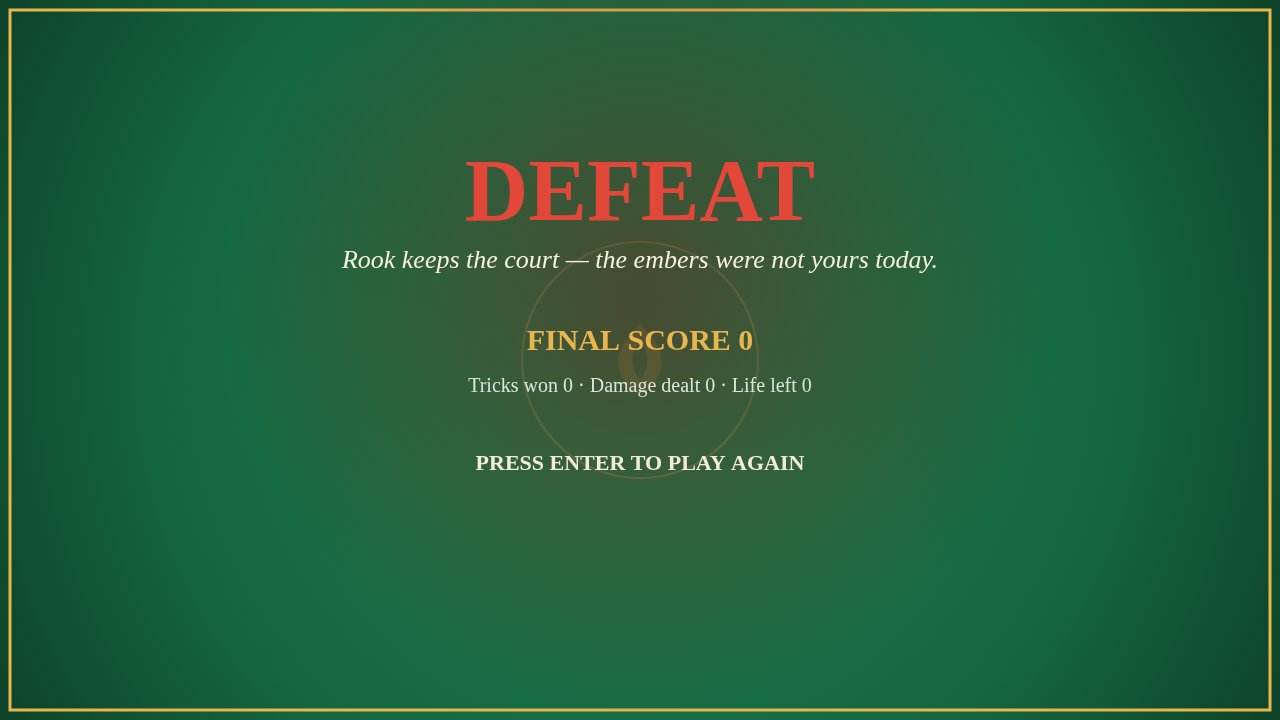 DEFEAT
Rook keeps the court — the embers were not yours today.
FINAL SCORE 0
Tricks won 0 · Damage dealt 0 · Life left 0
PRESS ENTER TO PLAY AGAIN